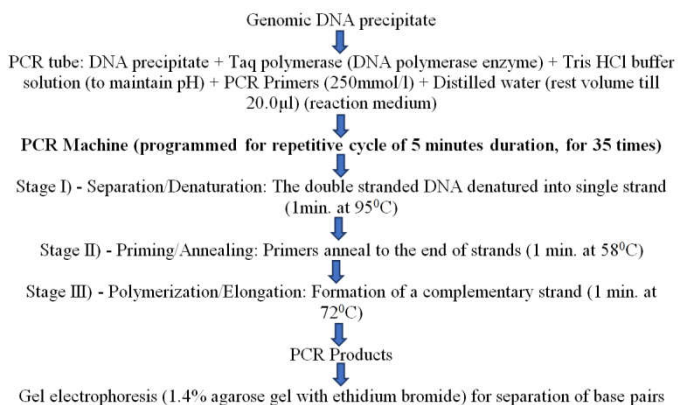 Genomic DNA precipitate
PCR tube: DNA precipitate + Taq polymerase (DNA polymerase enzyme) + Tris HCl buffer
solution (to maintain pH) + PCR Primers (250mmol/l) + Distilled water (rest volume till
20.0µl) (reaction medium)
PCR Machine (programmed for repetitive cycle of 5 minutes duration, for 35 times)
Stage I) - Separation/Denaturation: The double stranded DNA denatured into single strand
(1min. at 95⁰C)
Stage II) - Priming/Annealing: Primers anneal to the end of strands (1 min. at 58⁰C)
Stage III) - Polymerization/Elongation: Formation of a complementary strand (1 min. at
72⁰C)
PCR Products
Gel electrophoresis (1.4% agarose gel with ethidium bromide) for separation of base pairs